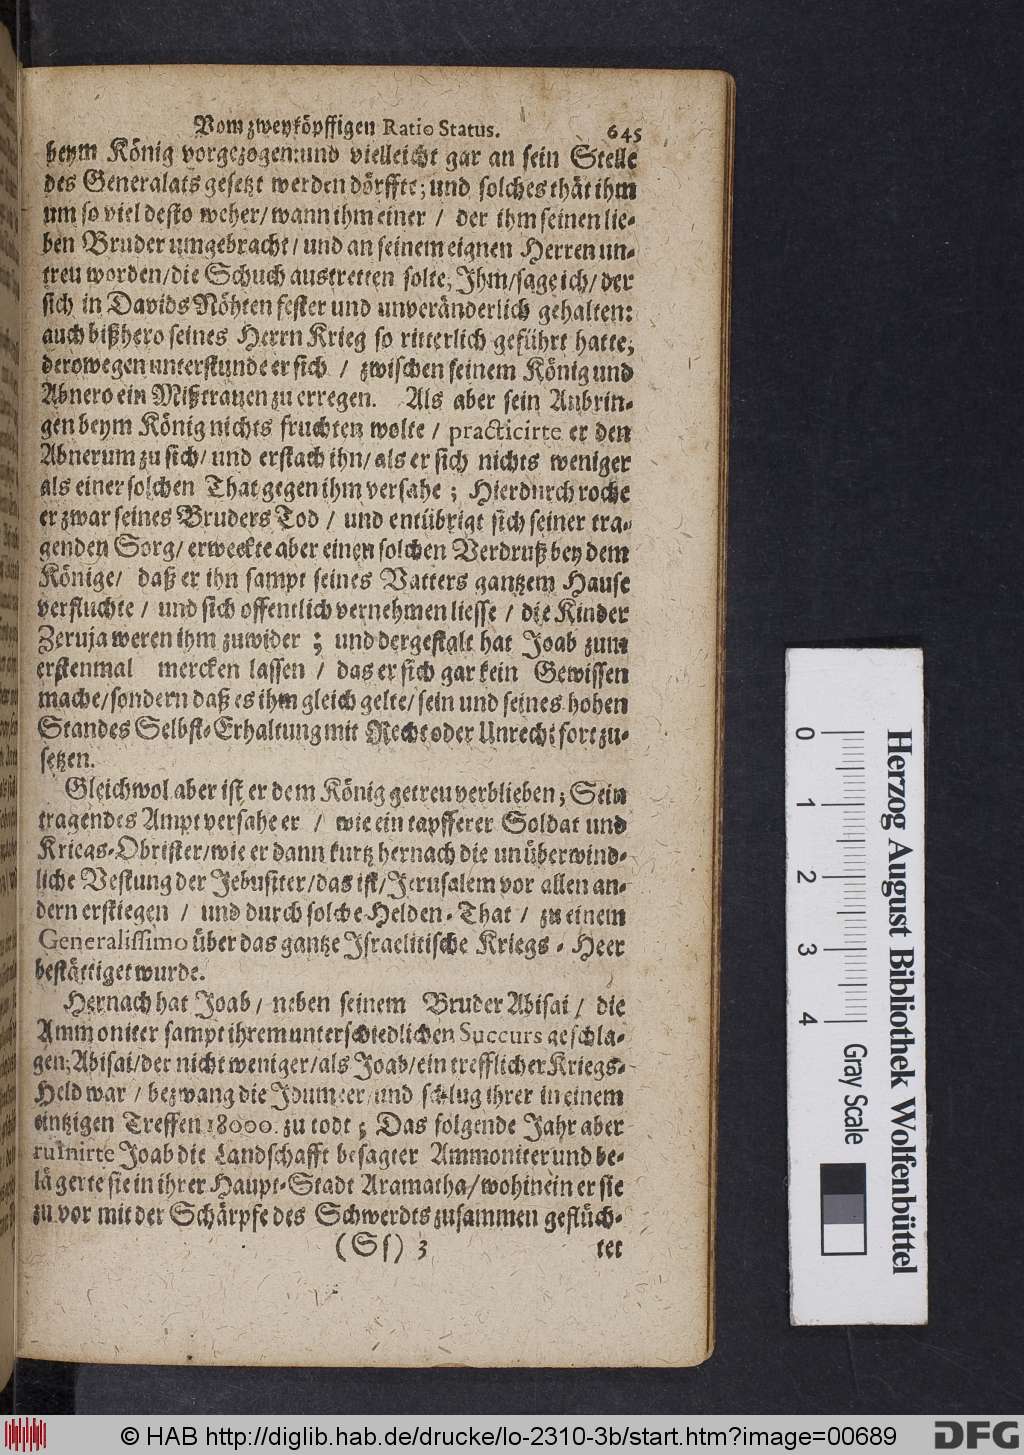 Vom zweyköpffigen Ratio Status. 645
beym König vorgezogen: und vielleicht gar an sein Stelle
des Generalats gesetzt werden dörffte; und solches thät ihm
um so viel desto weher/ wann ihm einer / der ihm seinen lie-
ben Bruder umgebracht/ und an seinem eignen Herren un-
treu worden/ die Schuch austretten solte; Ihm/ sage ich/ der
sich in Davids Nöhten fester und unveränderlich gehalten:
auch bißhero seines Herrn Krieg so ritterlich geführt hatte;
derowegen unterstunde er sich / zwischen seinem König und
Abnero ein Mißtrauen zu erregen. Als aber sein Anbrin-
gen beym König nichts fruchten wolte / practicirte er den
Abnerum zu sich/ und erstach ihn/ als er sich nichts weniger
als einer solchen That gegen ihm versahe ; Hierdurch roche
er zwar seines Bruders Tod / und entübrigt sich seiner tra-
genden Sorg/ erweckte aber einen solchen Verdruß bey dem
Könige/ daß er ihn sampt seines Vatters gantzem Hause
verfluchte / und sich offentlich vernehmen liesse / die Kinder
Zeruja weren ihm zuwider ; und dergestalt hat Joab zum
erstenmal mercken lassen / das er sich gar kein Gewissen
mache/ sondern daß es ihm gleich gelte/ sein und seines hohen
Standes Selbst-Erhaltung mit Recht oder Unrecht fortzu-
setzen.
Gleichwol aber ist er dem König getreu verblieben; Sein
tragendes Ampt versahe er / wie ein tapfferer Soldat und
Kriegs-Obrister/ wie er dann kurtz hernach die unüberwind-
liche Vestung der Jebusiter/ das ist/ Jerusalem vor allen an-
dern erstiegen / und durch solche Helden-That / zu einem
Generalissimo über das gantze Israelitische Kriegs-Heer
bestättiget wurde.
Hernach hat Joab/ neben seinem Bruder Abisai / die
Ammoniter sampt ihrem unterschiedlichen Succurs geschla-
gen; Abisai/ der nicht weniger/ als Joab/ ein trefflicher Kriegs-
Held war / bezwang die Idumeer/ und schlug ihrer in einem
eintzigen Treffen 18000. zu todt ; Das folgende Jahr aber
ruinirte Joab die Landschafft besagter Ammoniter und be-
lägerte sie in ihrer Haupt-Stadt Aramatha/ wohinein er sie
zu vor mit der Schärpfe des Schwerdts zusammen geflüch-
(Ss) 3 tet
0 1 2 3 4
Gray Scale
Herzog August Bibliothek Wolfenbüttel
© HAB http://diglib.hab.de/drucke/lo-2310-3b/start.htm?image=00689
DFG